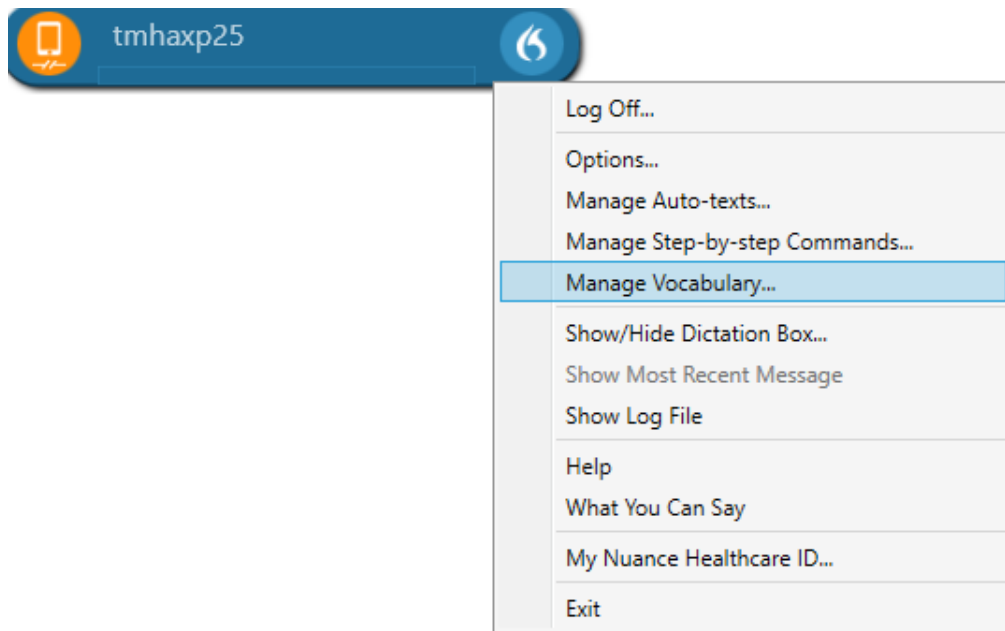 tmhaxp25
Log Off...
Options...
Manage Auto-texts...
Manage Step-by-step Commands...
Manage Vocabulary...
Show/Hide Dictation Box...
Show Most Recent Message
Show Log File
Help
What You Can Say
My Nuance Healthcare ID...
Exit